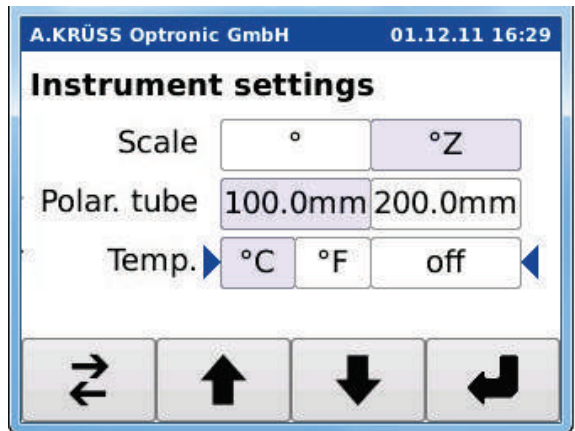 A.KRÜSS Optronic GmbH 01.12.11 16:29
Instrument settings
Scale ° °Z
Polar. tube 100.0mm 200.0mm
Temp. °C °F off